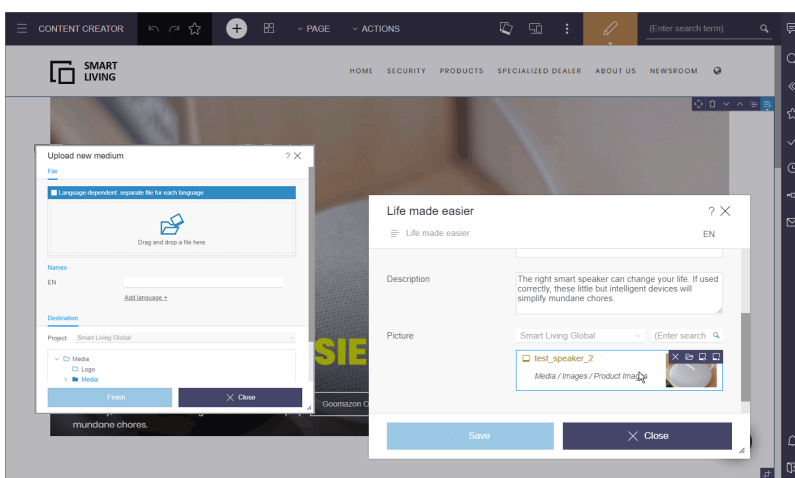 CONTENT CREATOR
PAGE
ACTIONS
(Enter search term)
SMART
LIVING
HOME SECURITY PRODUCTS SPECIALIZED DEALER ABOUT US NEWSROOM
Upload new medium
?
File
Language-dependent: separate file for each language
Drag and drop a file here
Names
EN
Add language +
Destination
Project: Smart Living Global
Media
Logo
Media
Finish
Close
SIE
Goomazon O
mundane chores.
Life made easier
?
Life made easier
EN
Description
The right smart speaker can change your life. If used
correctly, these little but intelligent devices will
simplify mundane chores.
Picture
Smart Living Global
(Enter search
test_speaker_2
Media / Images / Product Images
Save
Close